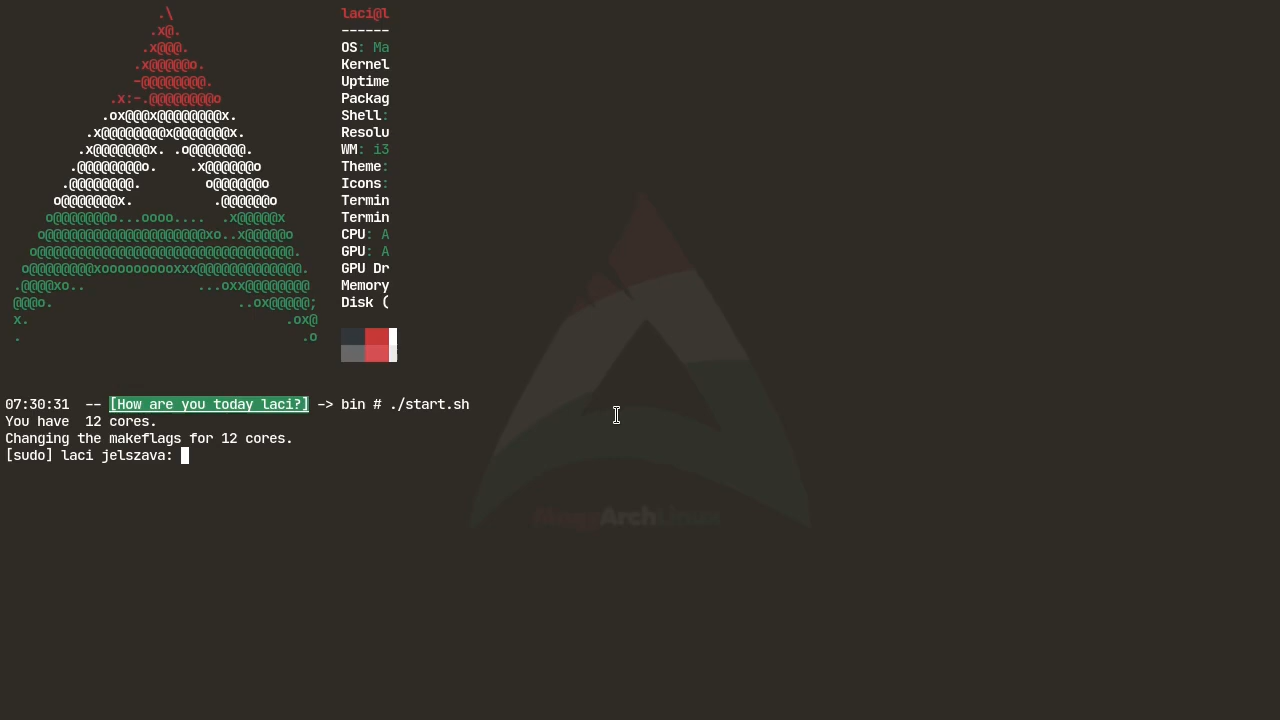 laci@l
------
OS: Ma
Kernel
Uptime
Packag
Shell:
Resolu
WM: i3
Theme:
Icons:
Termin
Termin
CPU: A
GPU: A
GPU Dr
Memory
Disk (
07:30:31  -- [How are you today laci?] -> bin # ./start.sh
You have  12 cores.
Changing the makeflags for 12 cores.
[sudo] laci jelszava:
MagyArchLinux